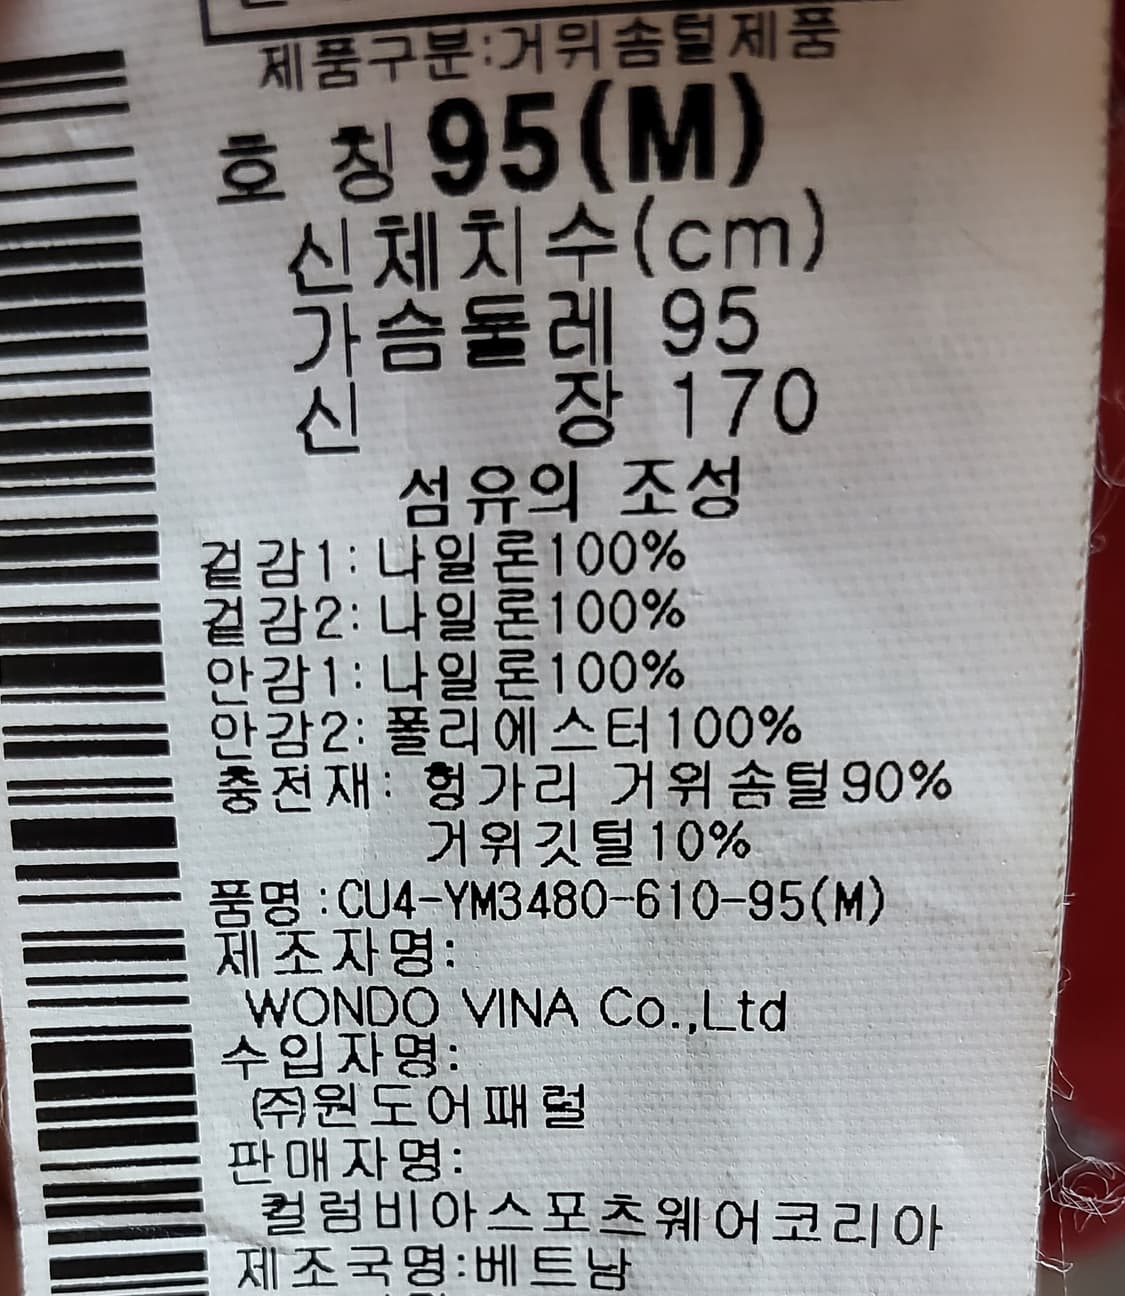 제품구분:거위솜털제품
호 칭 95(M)
신체치수(cm)
가슴둘레 95
신 장 170
섬유의 조성
겉감1: 나일론100%
겉감2: 나일론100%
안감1: 나일론100%
안감2: 폴리에스터100%
충전재: 헝가리 거위솜털90%
거위깃털10%
품명:CU4-YM3480-610-95(M)
제조자명:
WONDO VINA Co.,Ltd
수입자명:
(주)원도어패럴
판매자명:
컬럼비아스포츠웨어코리아
제조국명:베트남